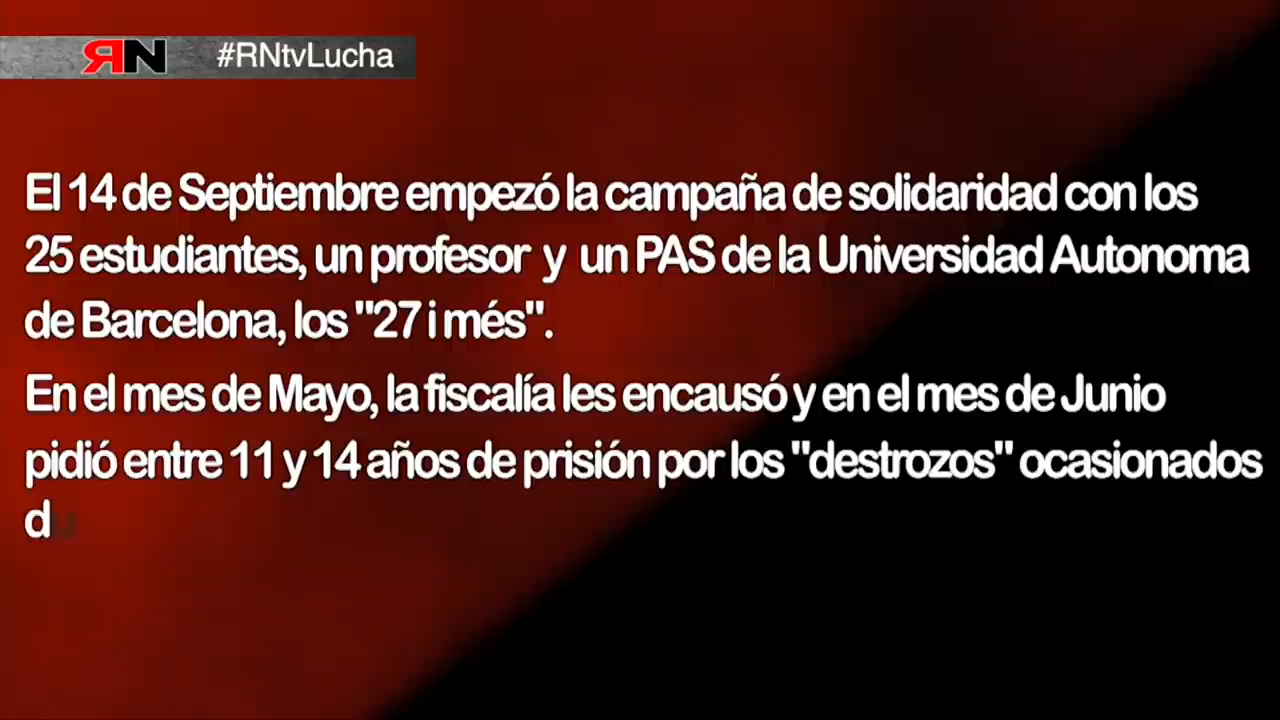 RN #RNtvLucha
El 14 de Septiembre empezó la campaña de solidaridad con los
25 estudiantes, un profesor y un PAS de la Universidad Autonoma
de Barcelona, los "27 i més".
En el mes de Mayo, la fiscalía les encausó y en el mes de Junio
pidió entre 11 y 14 años de prisión por los "destrozos" ocasionados
du